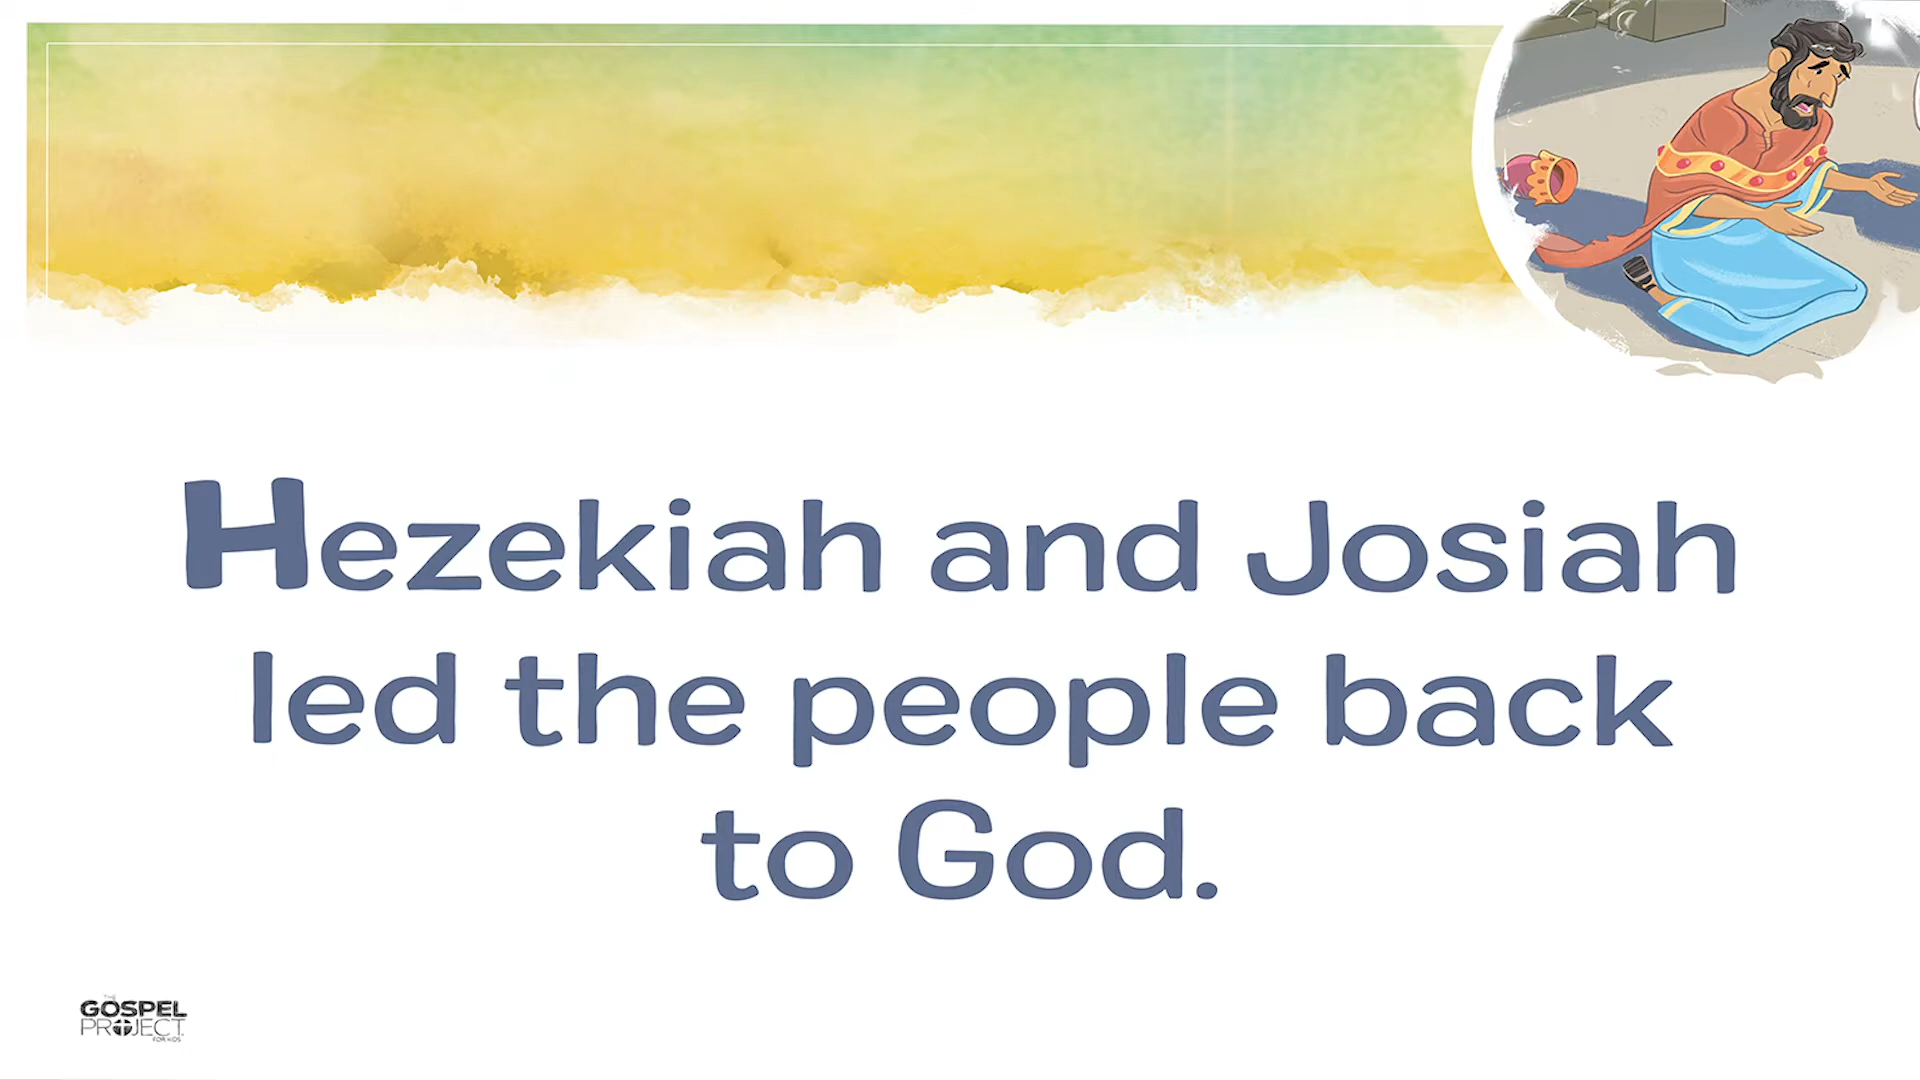 Hezekiah and Josiah
led the people back
to God.
THE
GOSPEL
PROJECT
FOR KIDS